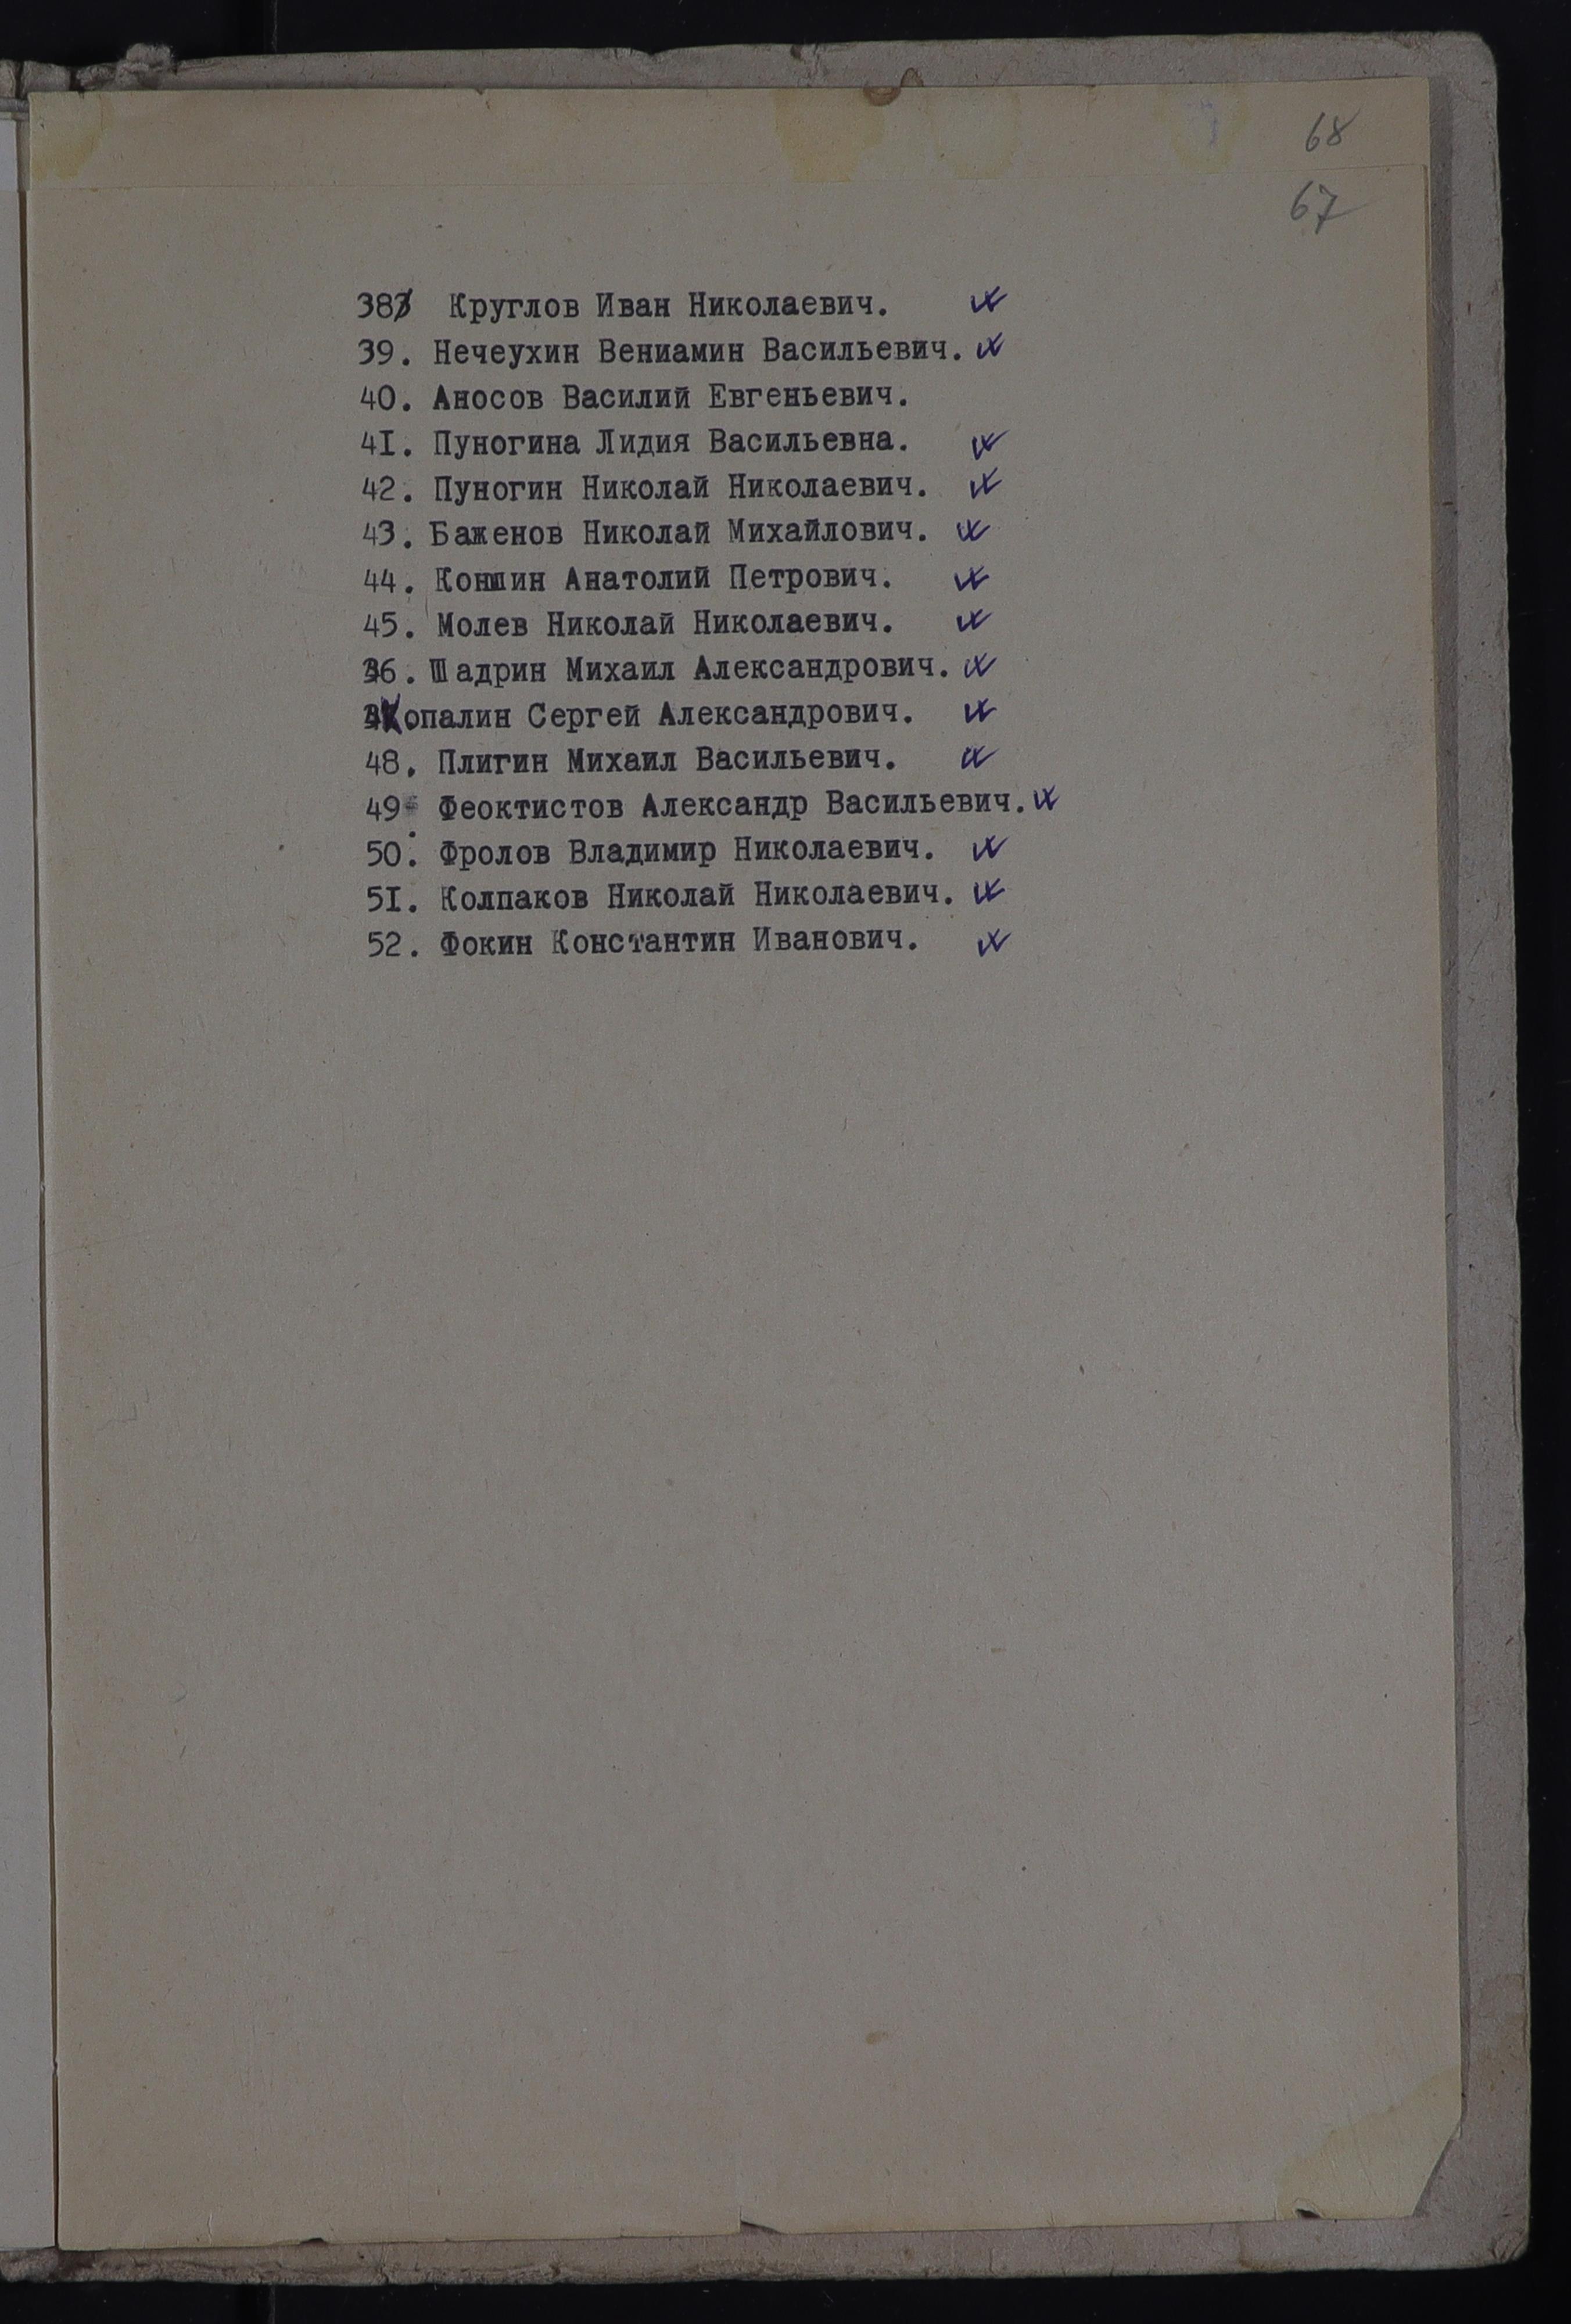 68
67
38. Круглов Иван Николаевич.
39. Нечеухин Вениамин Васильевич.
40. Аносов Василий Евгеньевич.
41. Пуногина Лидия Васильевна.
42. Пуногин Николай Николаевич.
43. Баженов Николай Михайлович.
44. Коншин Анатолий Петрович.
45. Молев Николай Николаевич.
46. Шадрин Михаил Александрович.
Копалин Сергей Александрович.
48. Плигин Михаил Васильевич.
49 Феоктистов Александр Васильевич.
50. Фролов Владимир Николаевич.
51. Колпаков Николай Николаевич.
52. Фокин Константин Иванович.